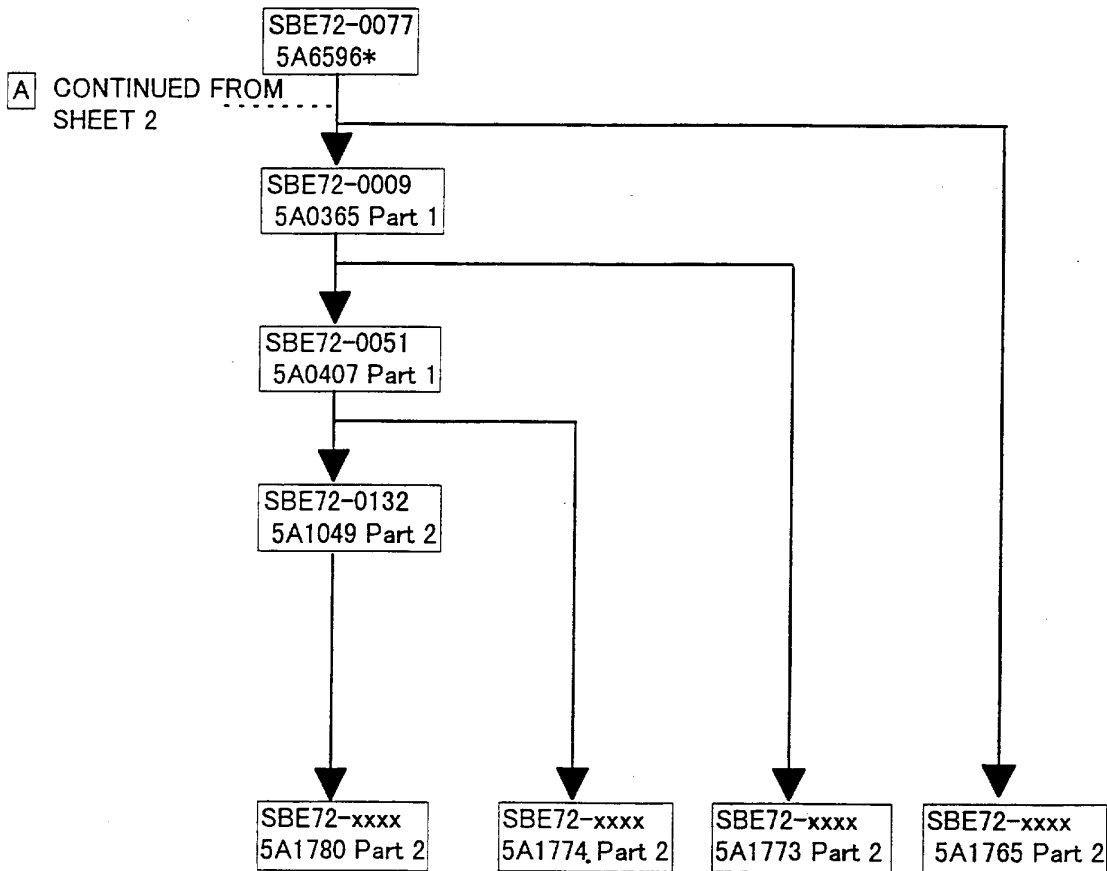 SBE72-0077
5A6596*
A CONTINUED FROM
SHEET 2
SBE72-0009
5A0365 Part 1
SBE72-0051
5A0407 Part 1
SBE72-0132
5A1049 Part 2
SBE72-xxxx
5A1780 Part 2
SBE72-xxxx
5A1774 Part 2
SBE72-xxxx
5A1773 Part 2
SBE72-xxxx
5A1765 Part 2